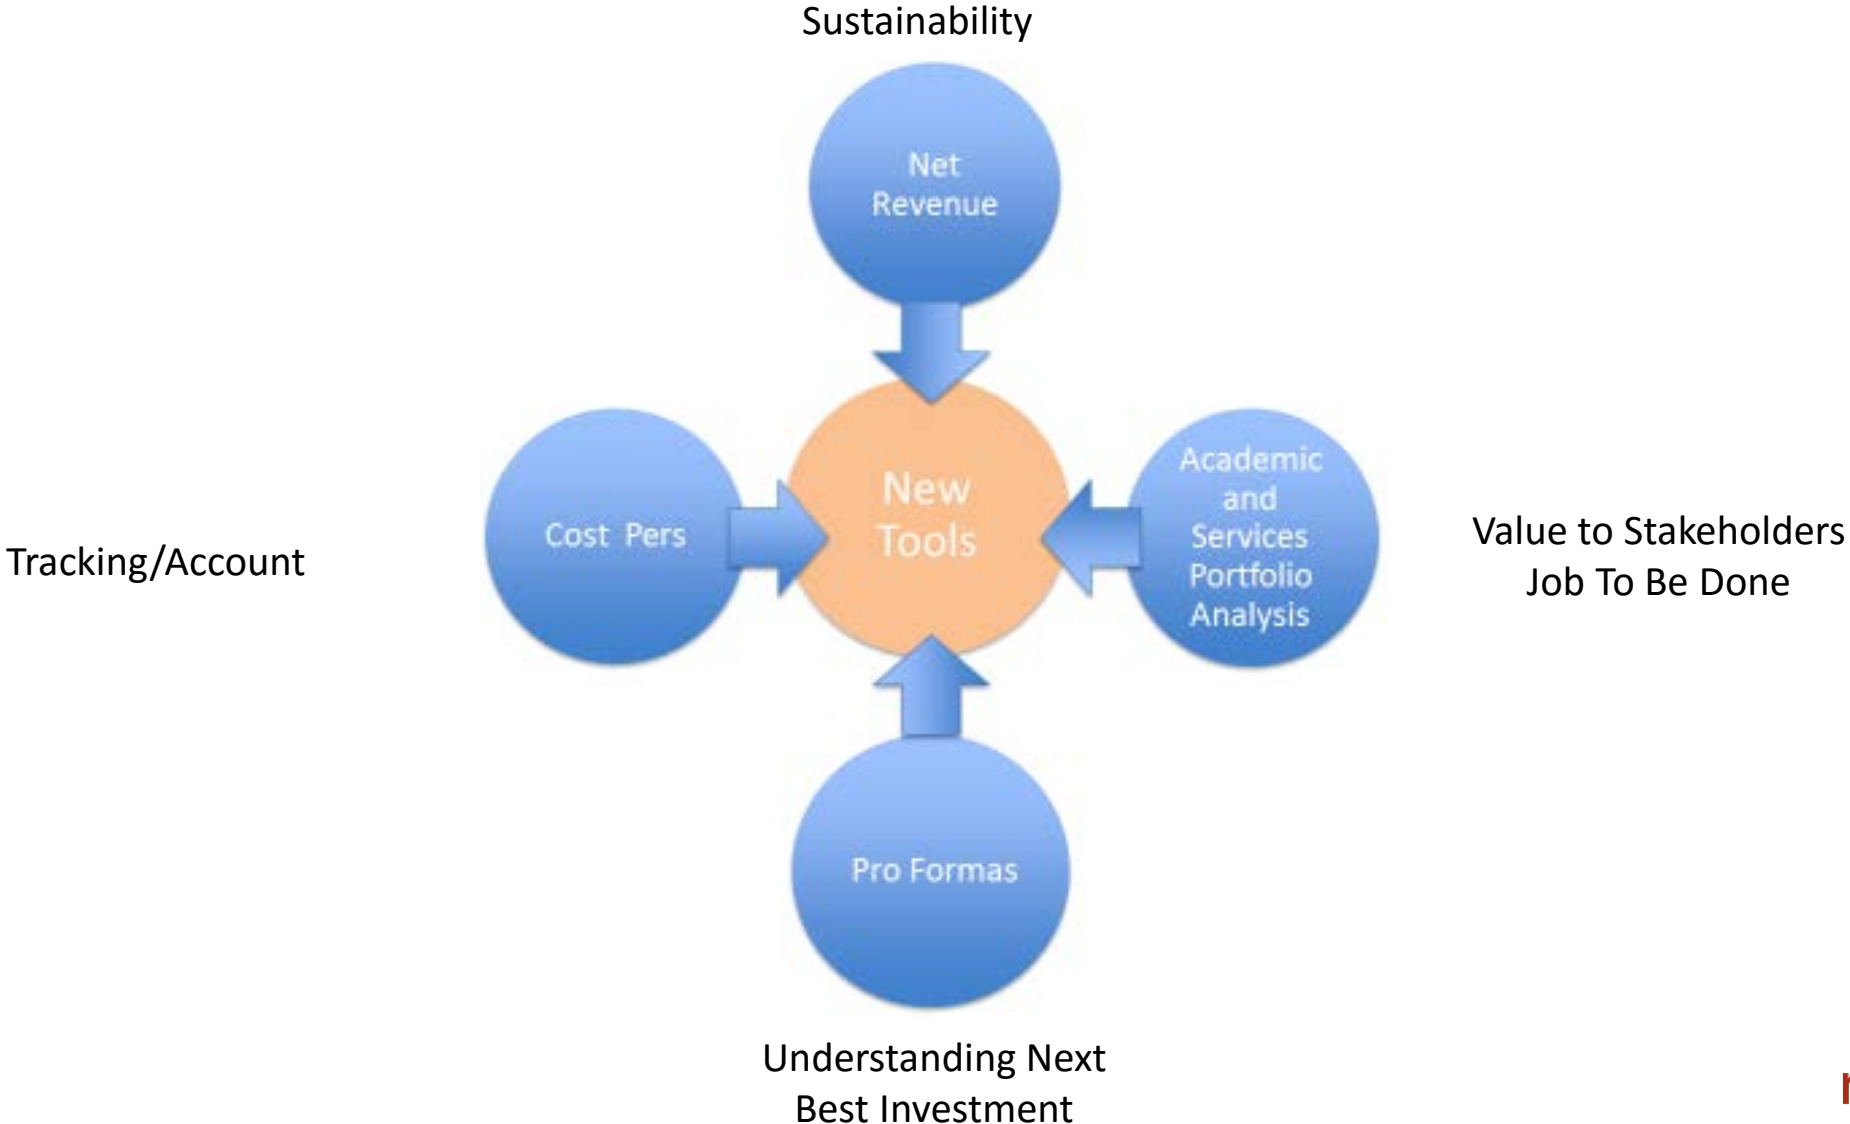 Sustainability
Net
Revenue
Tracking/Account
Cost Pers
New
Tools
Academic
and
Services
Portfolio
Analysis
Value to Stakeholders
Job To Be Done
Pro Formas
Understanding Next
Best Investment